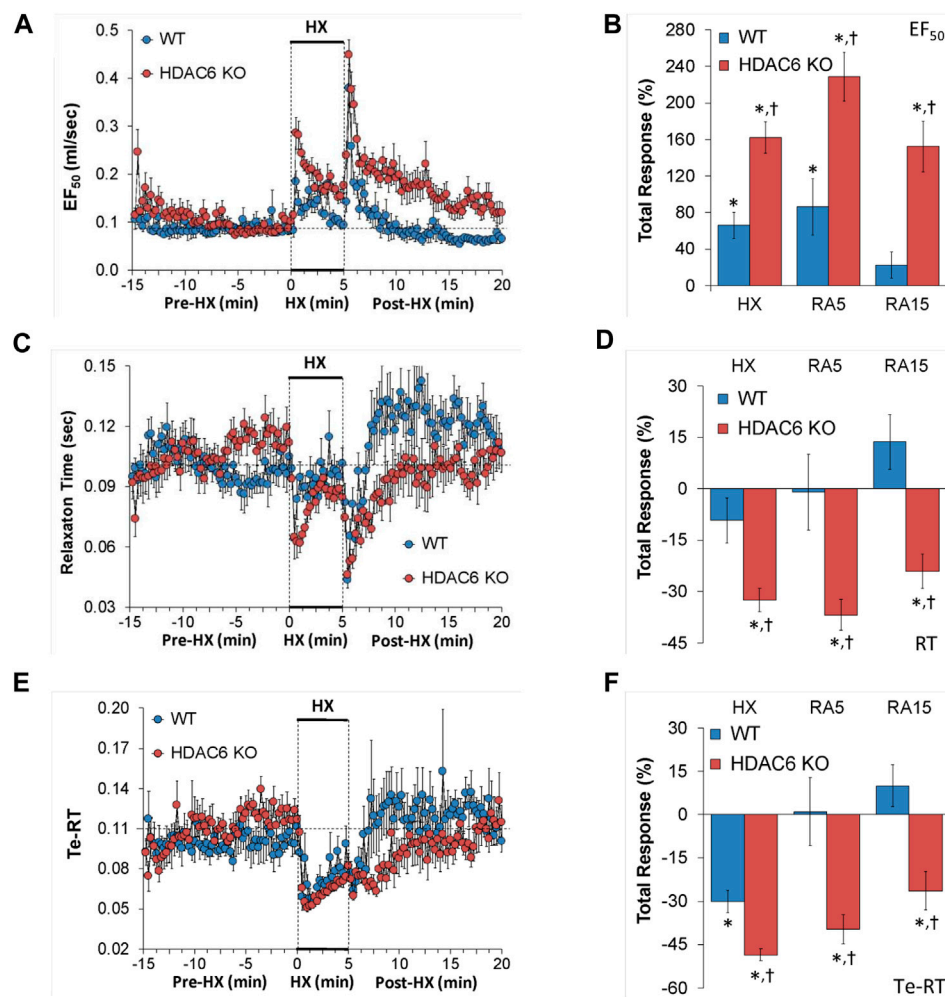 A
HX
WT
HDAC6 KO
EF50 (ml/sec)
0.5
0.4
0.3
0.2
0.1
0.0
-15 -10 -5 0 5 10 15 20
Pre-HX (min) HX (min) Post-HX (min)
B
EF50
WT
HDAC6 KO
Total Response (%)
280
240
200
160
120
80
40
0
*
*,†
*
*,†
*,†
HX RA5 RA15
C
HX
Relaxaton Time (sec)
0.15
0.12
0.09
0.06
0.03
WT
HDAC6 KO
-15 -10 -5 0 5 10 15 20
Pre-HX (min) HX (min) Post-HX (min)
D
HX RA5 RA15
WT
HDAC6 KO
Total Response (%)
30
15
0
-15
-30
-45
*,†
*,†
*,†
RT
E
HX
WT
HDAC6 KO
Te-RT
0.20
0.17
0.14
0.11
0.08
0.05
0.02
-15 -10 -5 0 5 10 15 20
Pre-HX (min) HX (min) Post-HX (min)
F
HX RA5 RA15
WT
HDAC6 KO
Total Response (%)
30
15
0
-15
-30
-45
-60
*
*,†
*,†
*,†
Te-RT